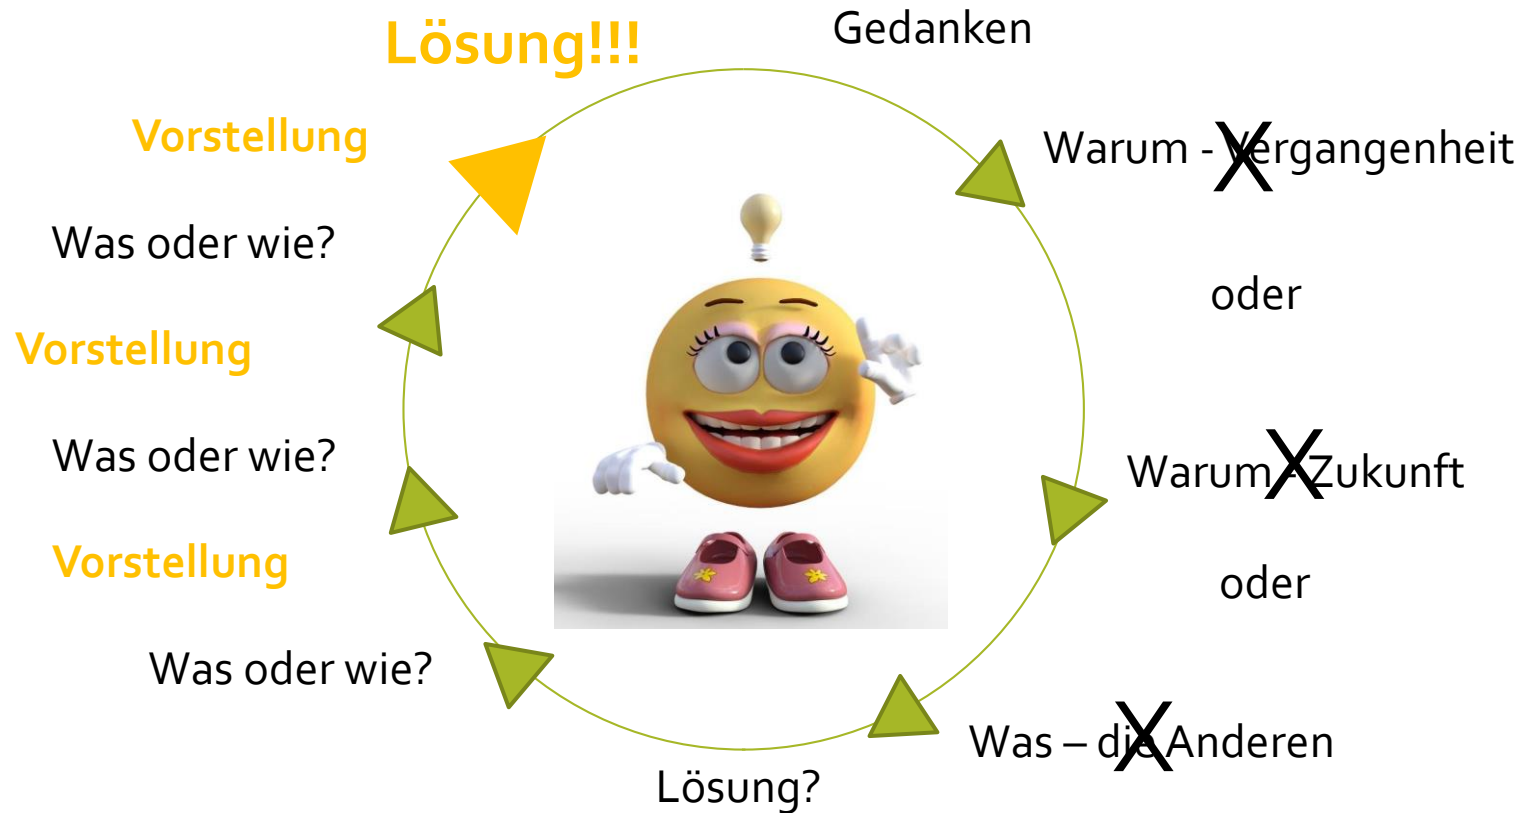 Lösung!!!
Gedanken
Warum - Vergangenheit
oder
Warum - Zukunft
oder
Was – die Anderen
Lösung?
Was oder wie?
Vorstellung
Was oder wie?
Vorstellung
Was oder wie?
Vorstellung
X
X
X